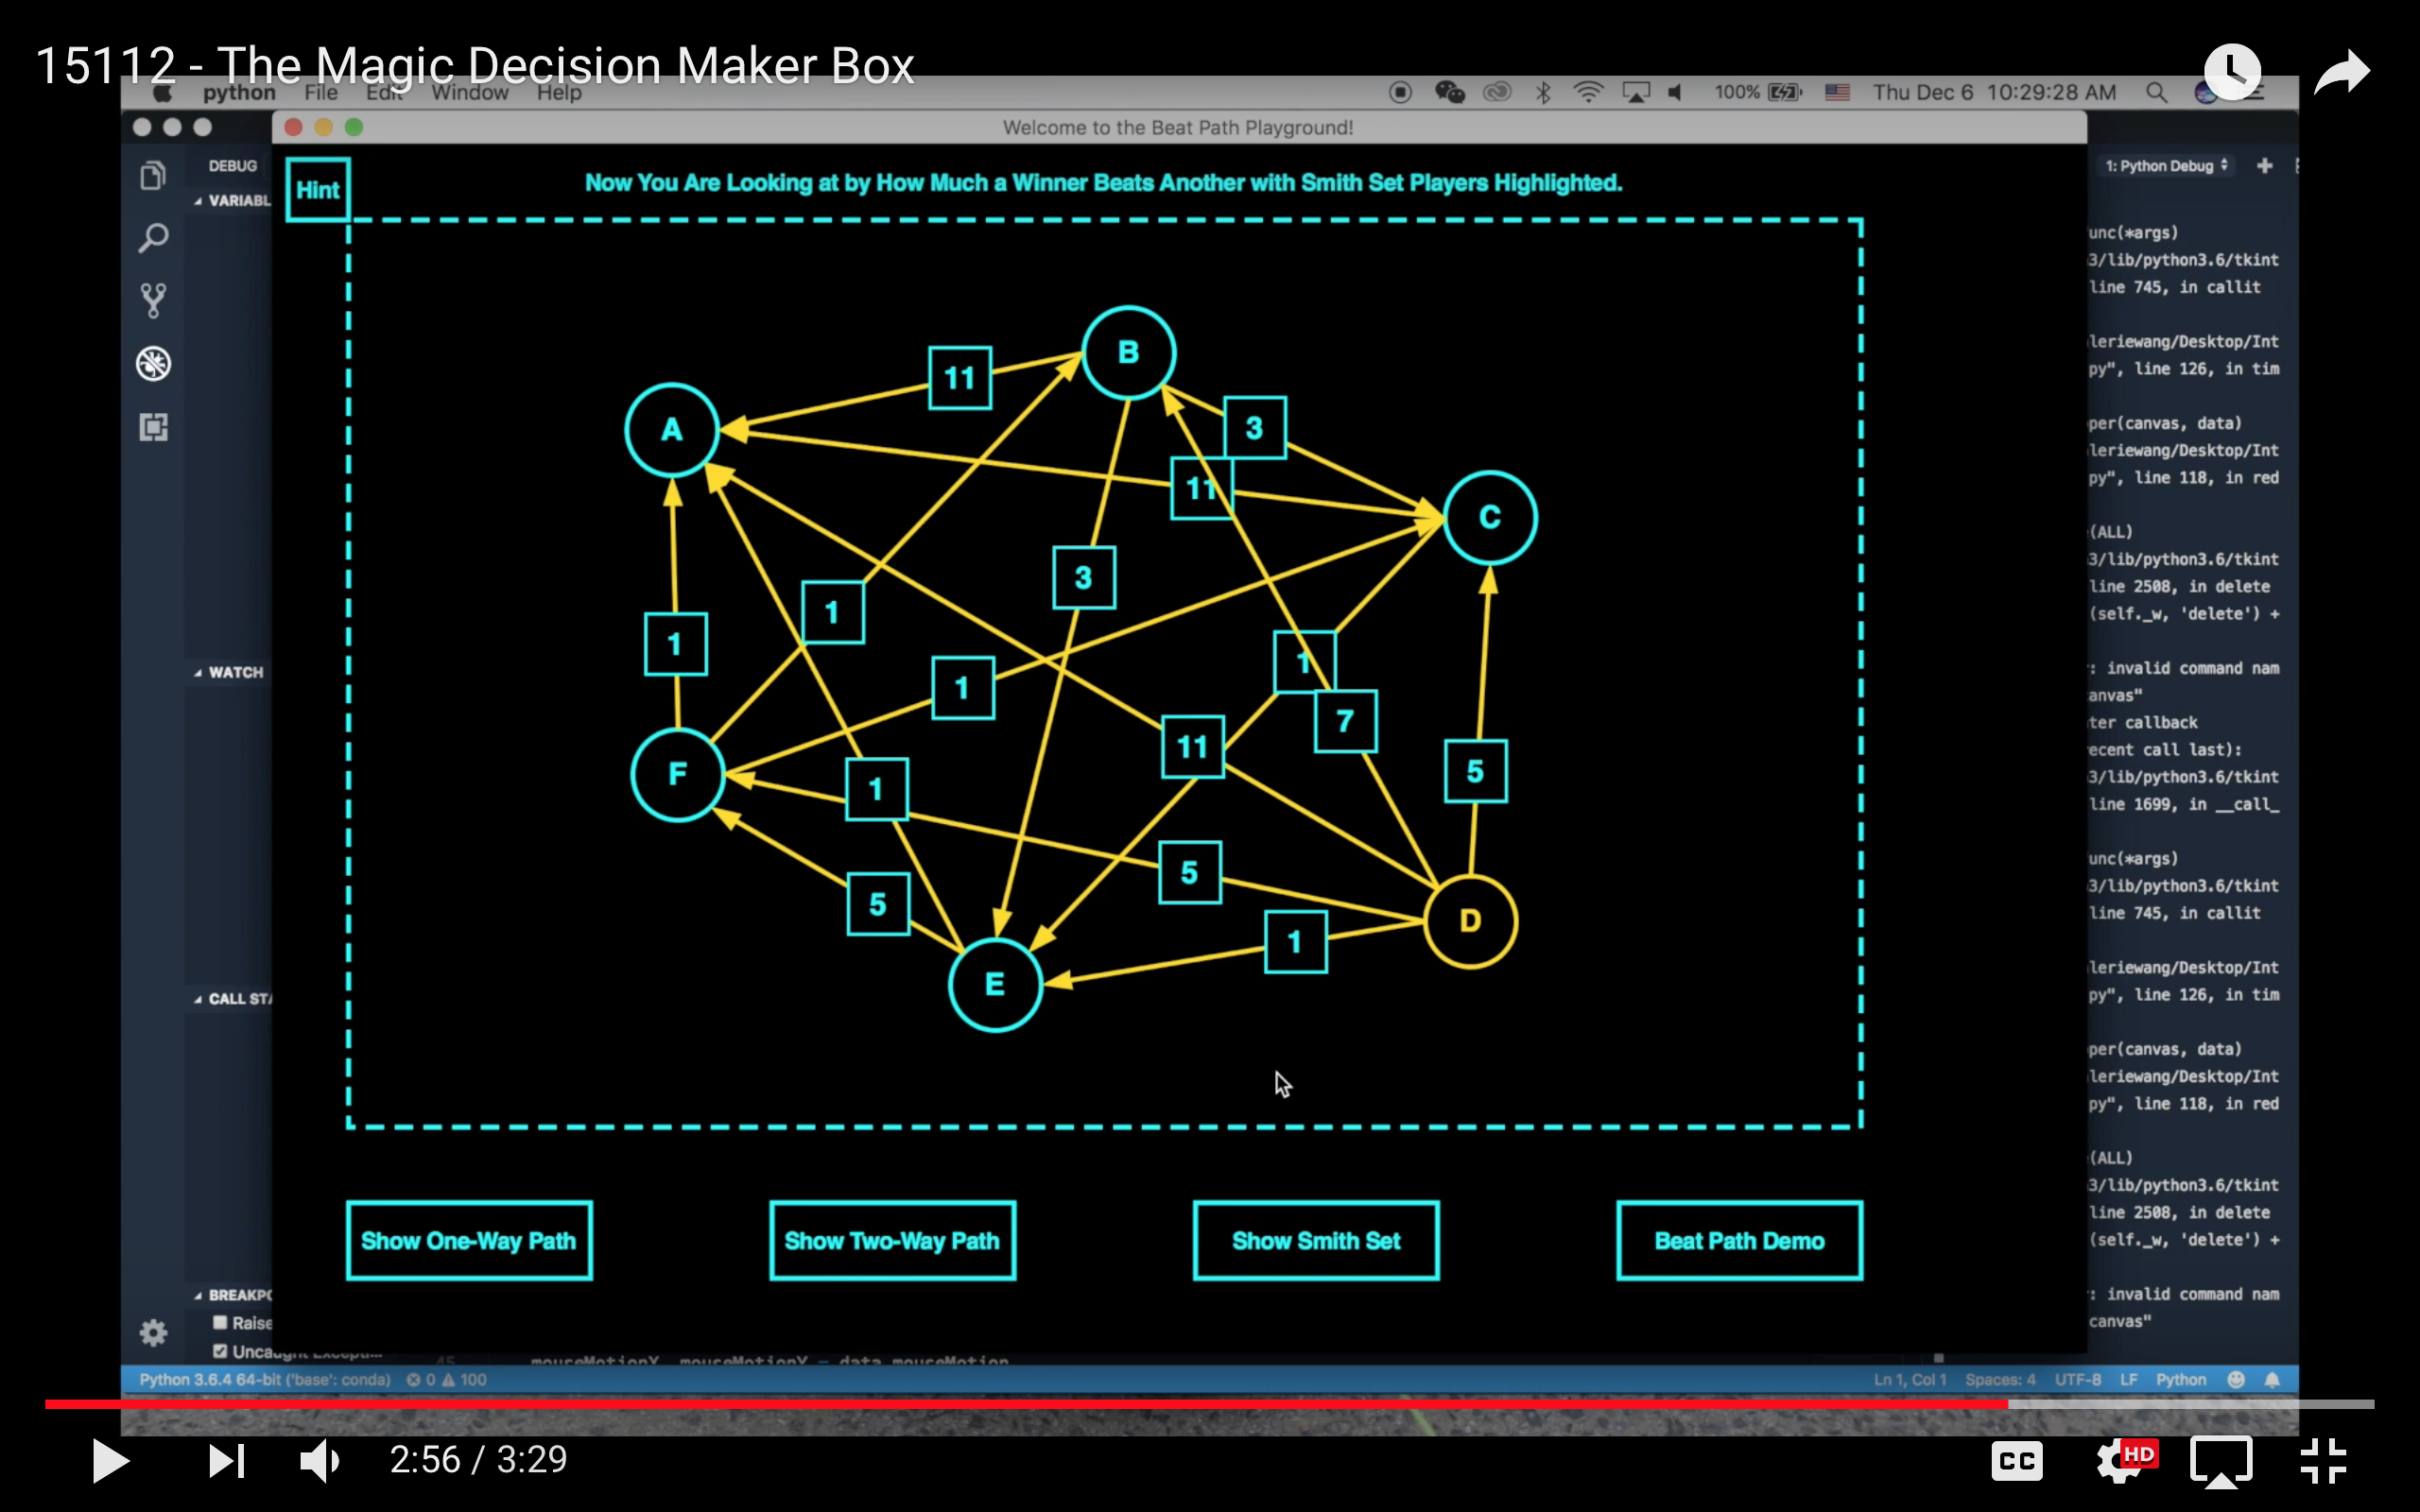 15112 - The Magic Decision Maker Box
python File Edit Window Help 100% Thu Dec 6 10:29:28 AM
Welcome to the Beat Path Playground!
DEBUG
VARIABL
1: Python Debug
Hint
Now You Are Looking at by How Much a Winner Beats Another with Smith Set Players Highlighted.
B
11
A
3
11
C
3
1
1
1
1
7
11
F
1
5
5
5
D
1
E
WATCH
CALL STA
BREAKPO
Raise
unc(*args)
3/lib/python3.6/tkint
line 745, in callit
leriewang/Desktop/Int
py", line 126, in tim
per(canvas, data)
leriewang/Desktop/Int
py", line 118, in red
(ALL)
3/lib/python3.6/tkint
line 2508, in delete
(self._w, 'delete') +
: invalid command nam
anvas"
ter callback
ecent call last):
3/lib/python3.6/tkint
line 1699, in __call_
unc(*args)
3/lib/python3.6/tkint
line 745, in callit
leriewang/Desktop/Int
py", line 126, in tim
per(canvas, data)
leriewang/Desktop/Int
py", line 118, in red
(ALL)
3/lib/python3.6/tkint
line 2508, in delete
(self._w, 'delete') +
: invalid command nam
canvas"
Show One-Way Path
Show Two-Way Path
Show Smith Set
Beat Path Demo
Python 3.6.4 64-bit ('base': conda) 0 100 Ln 1, Col 1 Spaces: 4 UTF-8 LF Python
2:56 / 3:29
CC
HD